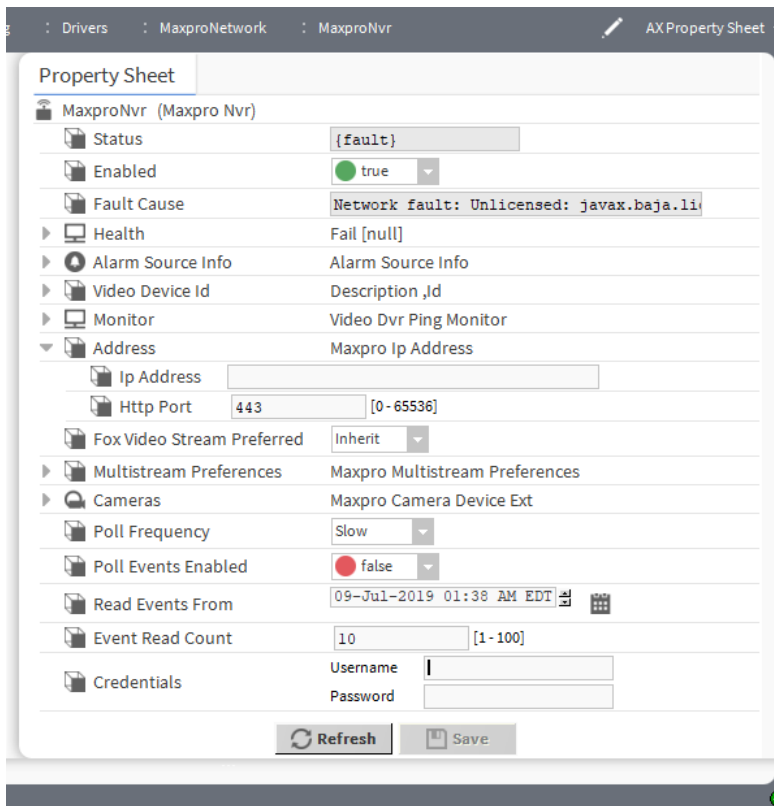 : Drivers : MaxproNetwork : MaxproNvr AX Property Sheet
Property Sheet
MaxproNvr (Maxpro Nvr)
Status {fault}
Enabled true
Fault Cause Network fault: Unlicensed: javax.baja.li
Health Fail [null]
Alarm Source Info Alarm Source Info
Video Device Id Description ,Id
Monitor Video Dvr Ping Monitor
Address Maxpro Ip Address
Ip Address
Http Port 443 [0-65536]
Fox Video Stream Preferred Inherit
Multistream Preferences Maxpro Multistream Preferences
Cameras Maxpro Camera Device Ext
Poll Frequency Slow
Poll Events Enabled false
Read Events From 09-Jul-2019 01:38 AM EDT
Event Read Count 10 [1-100]
Credentials Username
Password
Refresh Save